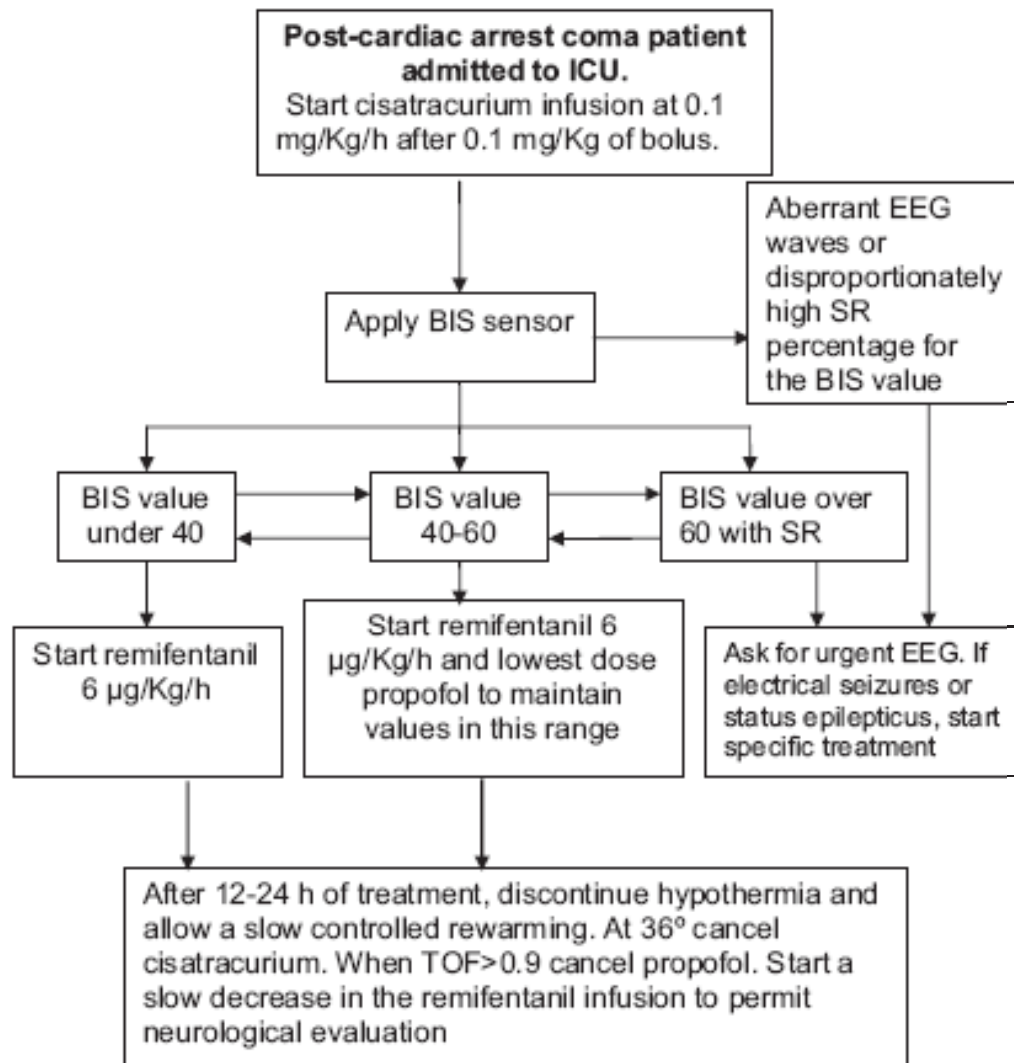 Post-cardiac arrest coma patient
admitted to ICU.
Start cisatracurium infusion at 0.1
mg/Kg/h after 0.1 mg/Kg of bolus.
Aberrant EEG
waves or
disproportionately
high SR
percentage for
the BIS value
Apply BIS sensor
BIS value
under 40
BIS value
40-60
BIS value over
60 with SR
Start remifentanil
6 µg/Kg/h
Start remifentanil 6
µg/Kg/h and lowest dose
propofol to maintain
values in this range
Ask for urgent EEG. If
electrical seizures or
status epilepticus, start
specific treatment
After 12-24 h of treatment, discontinue hypothermia and
allow a slow controlled rewarming. At 36º cancel
cisatracurium. When TOF>0.9 cancel propofol. Start a
slow decrease in the remifentanil infusion to permit
neurological evaluation